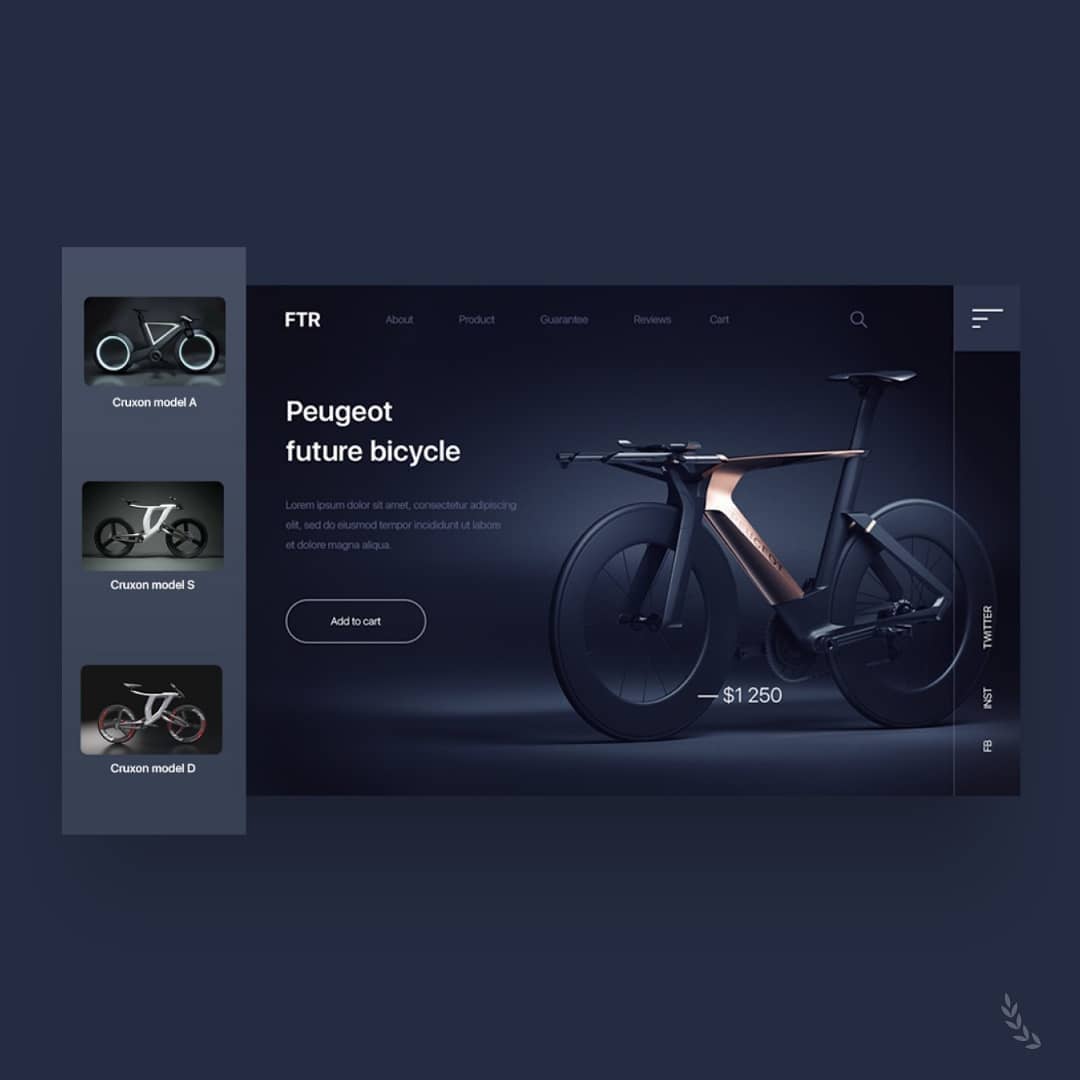 FTR
About
Product
Guarantee
Reviews
Cart
Cruxon model A
Cruxon model S
Cruxon model D
Peugeot
future bicycle
Lorem ipsum dolor sit amet, consectetur adipiscing
elit, sed do eiusmod tempor incididunt ut labore
et dolore magna aliqua.
Add to cart
PEUGEOT
— $1 250
TWITTER
INST
FB